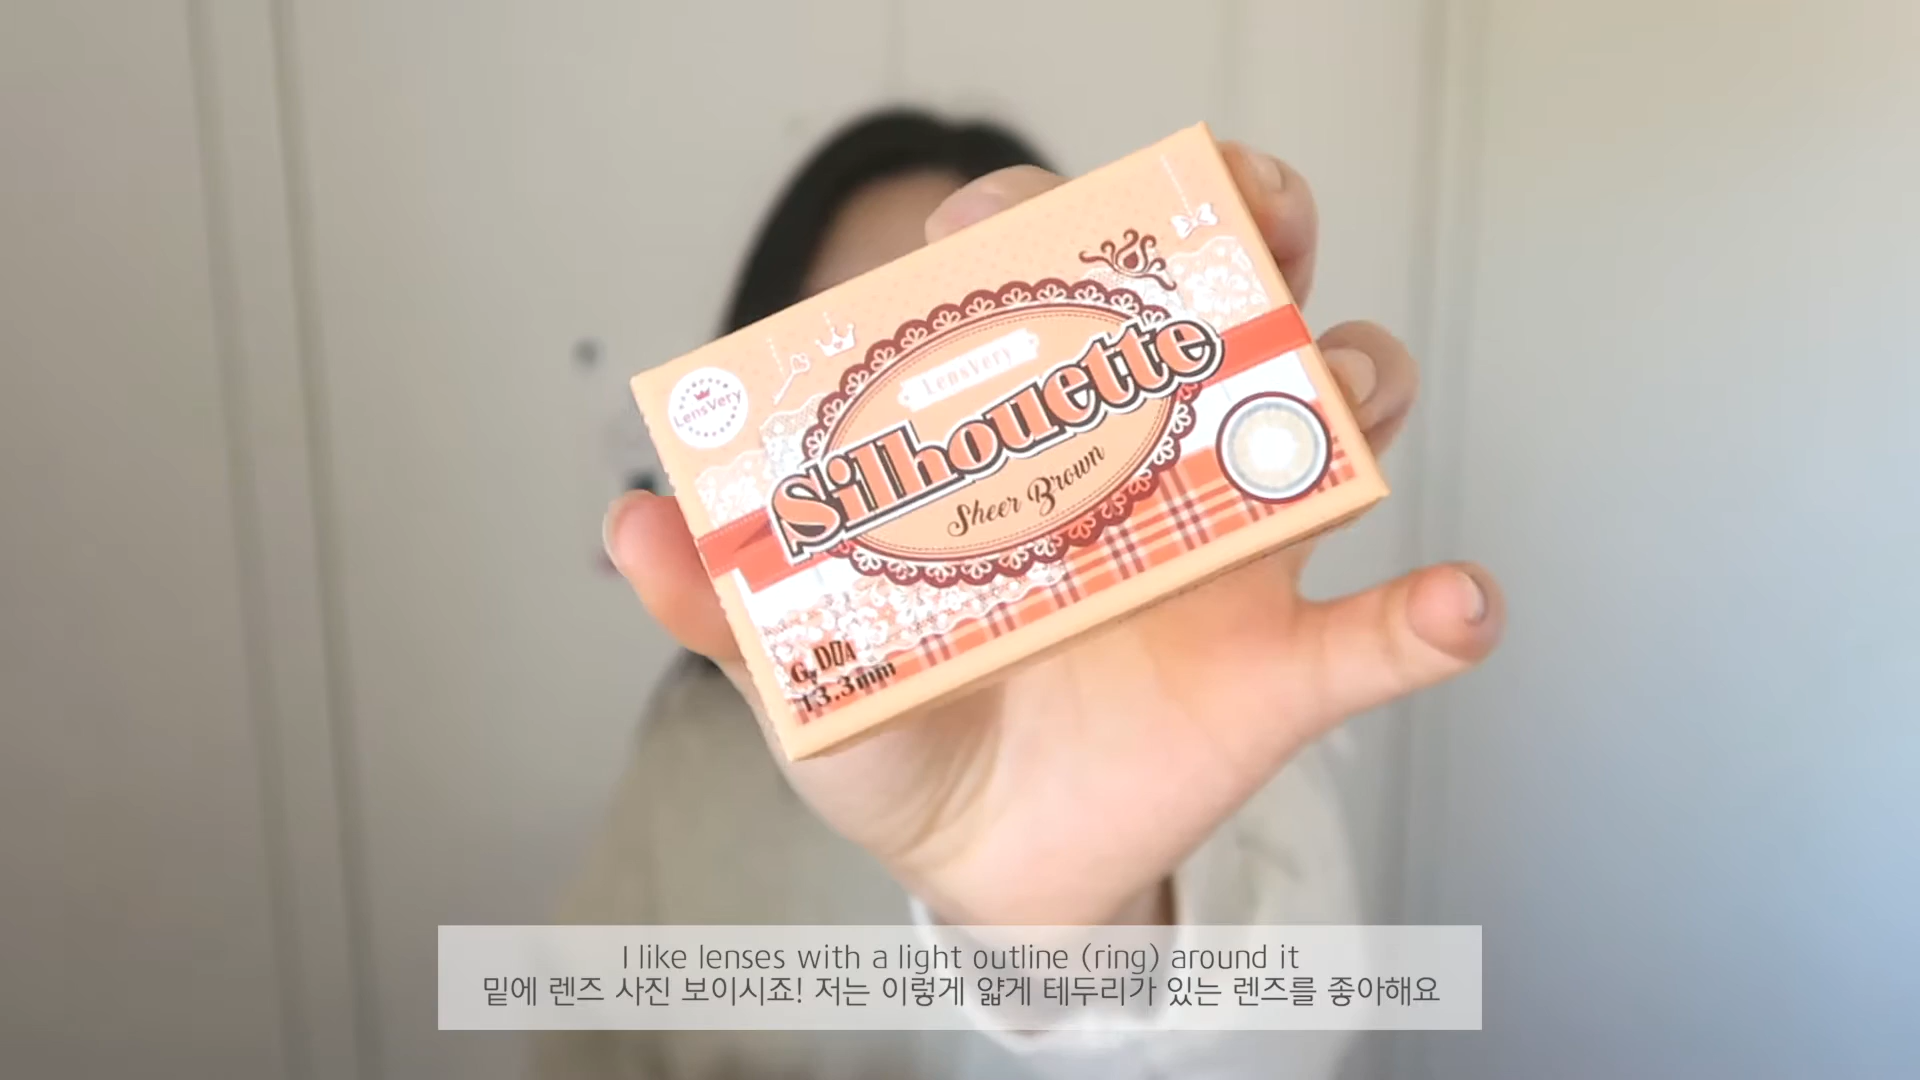 LensVery
LensVery
Silhouette
Sheer Brown
G, DIA
13.3mm
I like lenses with a light outline (ring) around it
밑에 렌즈 사진 보이시죠! 저는 이렇게 얇게 테두리가 있는 렌즈를 좋아해요